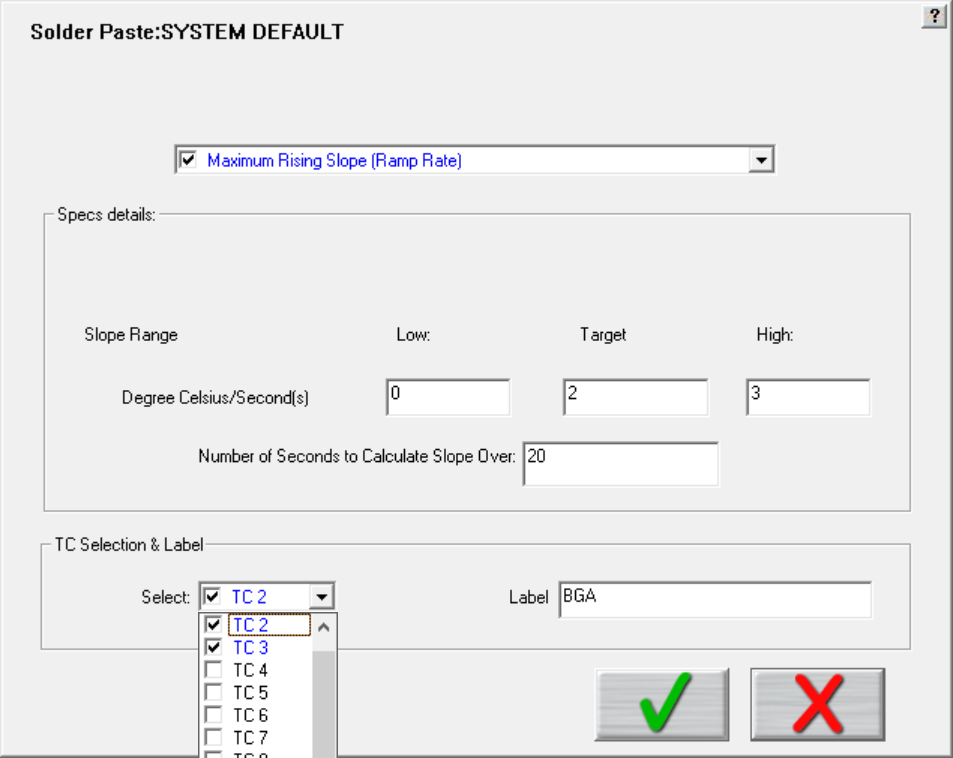 Solder Paste:SYSTEM DEFAULT
?
Maximum Rising Slope (Ramp Rate)
Specs details:
Slope Range Low: Target High:
Degree Celsius/Second(s) 0 2 3
Number of Seconds to Calculate Slope Over: 20
TC Selection & Label
Select: TC 2 Label BGA
TC 2
TC 3
TC 4
TC 5
TC 6
TC 7